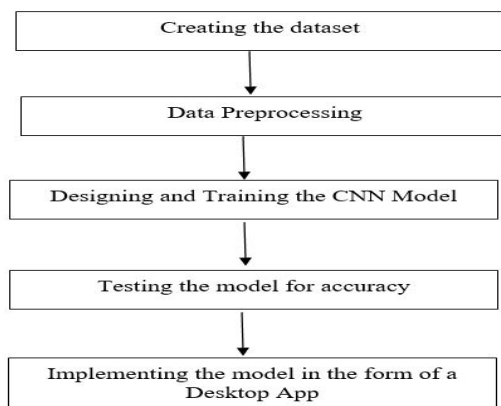 Creating the dataset
Data Preprocessing
Designing and Training the CNN Model
Testing the model for accuracy
Implementing the model in the form of a
Desktop App